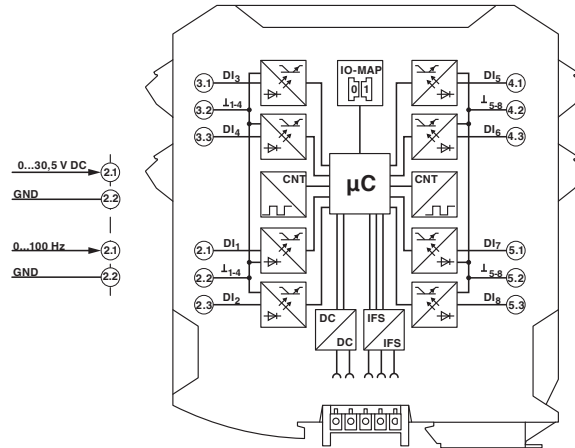 IO-MAP
0 1
3.1 DI3
3.2 ⊥1-4
3.3 DI4
DI5 4.1
⊥5-8 4.2
DI6 4.3
0...30,5 V DC 2.1
GND 2.2
0...100 Hz 2.1
GND 2.2
CNT
µC
CNT
2.1 DI1
2.2 ⊥1-4
2.3 DI2
DI7 5.1
⊥5-8 5.2
DI8 5.3
DC
DC
IFS
IFS